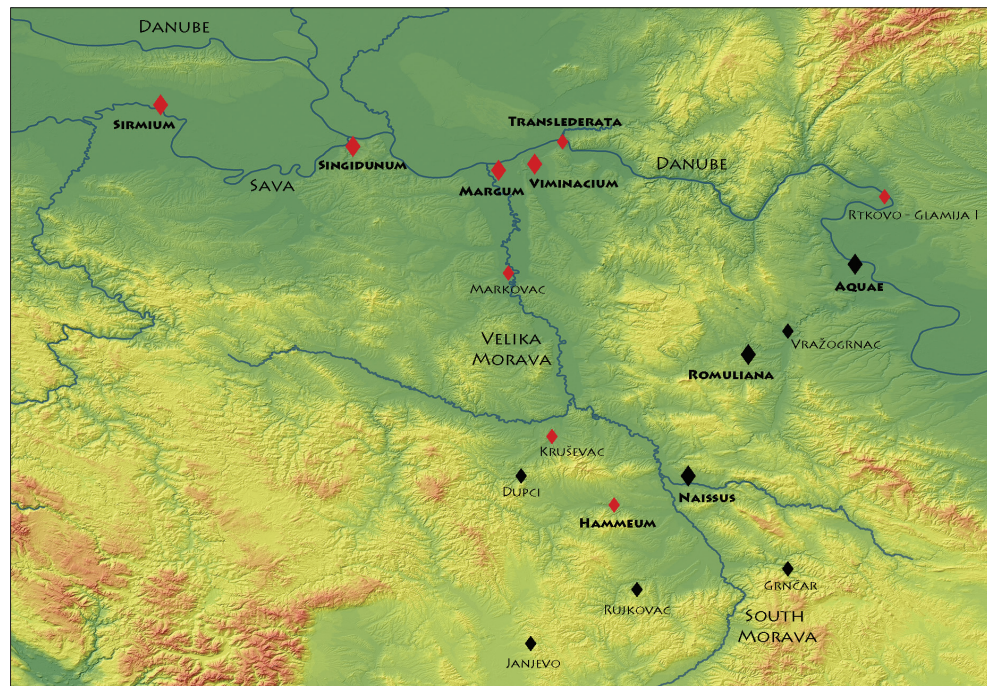 Danube
Sirmium
Translederata
Singidunum
Sava
Margum
Viminacium
Danube
Rtkovo - Glamija I
Aquae
Markovac
Velika
Morava
Vražogrnac
Romuliana
Kruševac
Dupci
Naissus
Hammeum
Grnčar
Rujkovac
South
Morava
Janjevo